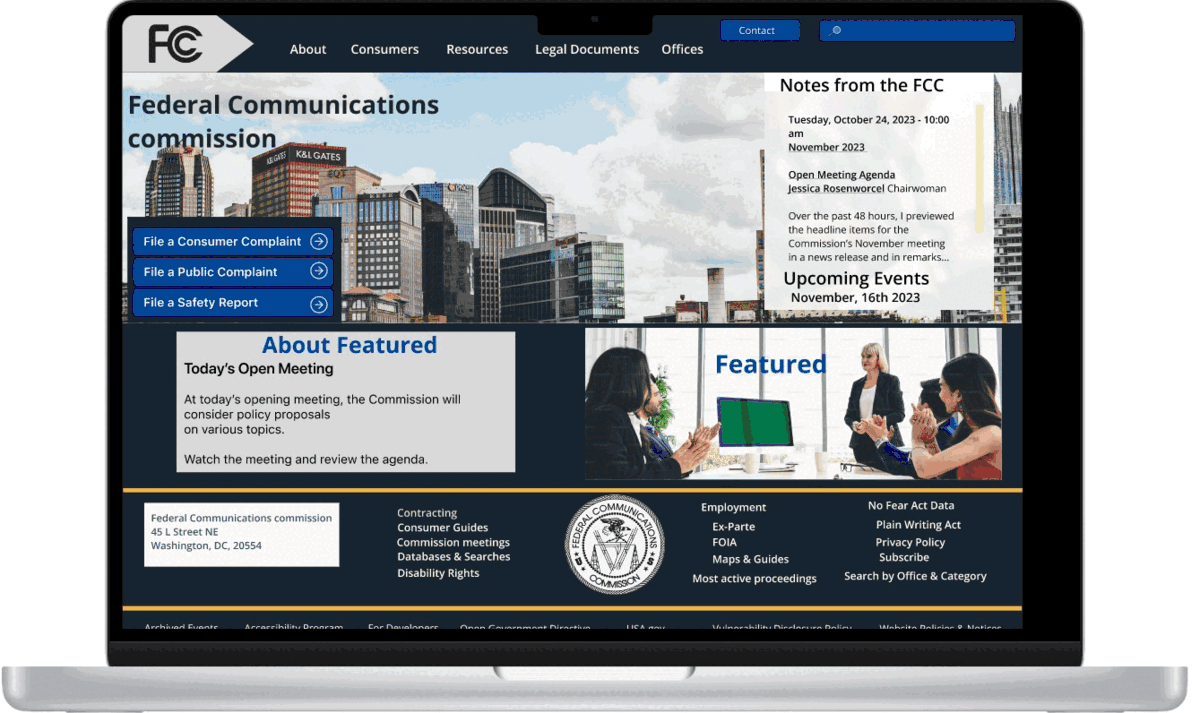 FCC
About Consumers Resources Legal Documents Offices
Contact
Federal Communications
commission
K&L GATES
K&L GATES
EQT
File a Consumer Complaint
File a Public Complaint
File a Safety Report
Notes from the FCC
Tuesday, October 24, 2023 - 10:00
am
November 2023
Open Meeting Agenda
Jessica Rosenworcel Chairwoman
Over the past 48 hours, I previewed
the headline items for the
Commission's November meeting
in a news release and in remarks...
Upcoming Events
November, 16th 2023
About Featured
Today's Open Meeting
At today's opening meeting, the Commission will
consider policy proposals
on various topics.
Watch the meeting and review the agenda.
Featured
Federal Communications commission
45 L Street NE
Washington, DC, 20554
Contracting
Consumer Guides
Commission meetings
Databases & Searches
Disability Rights
FEDERAL COMMUNICATIONS
COMMISSION
Employment
Ex-Parte
FOIA
Maps & Guides
Most active proceedings
No Fear Act Data
Plain Writing Act
Privacy Policy
Subscribe
Search by Office & Category
Archived Events Accessibility Program For Developers Open Government Directive USA.gov Vulnerability Disclosure Policy Website Policies & Notices